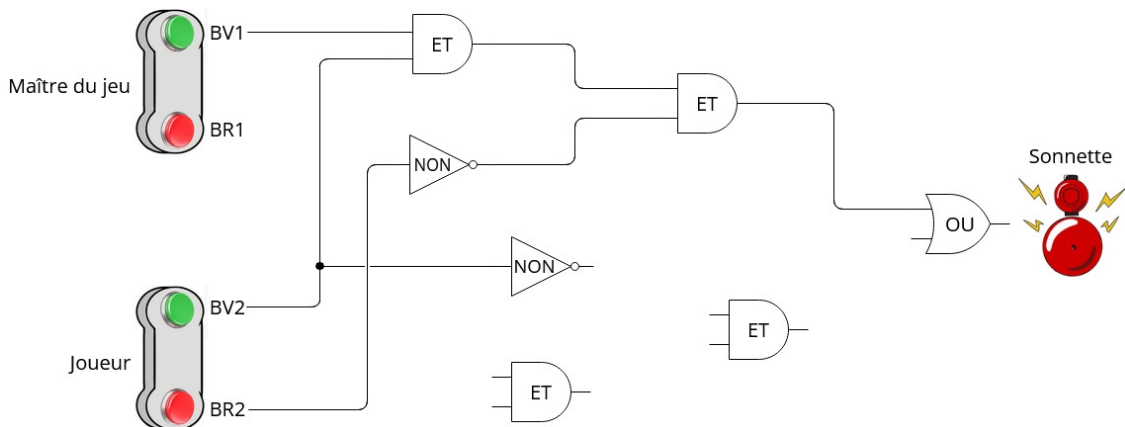 BV1
ET
Maître du jeu
ET
BR1
NON
Sonnette
OU
NON
BV2
ET
Joueur
ET
BR2